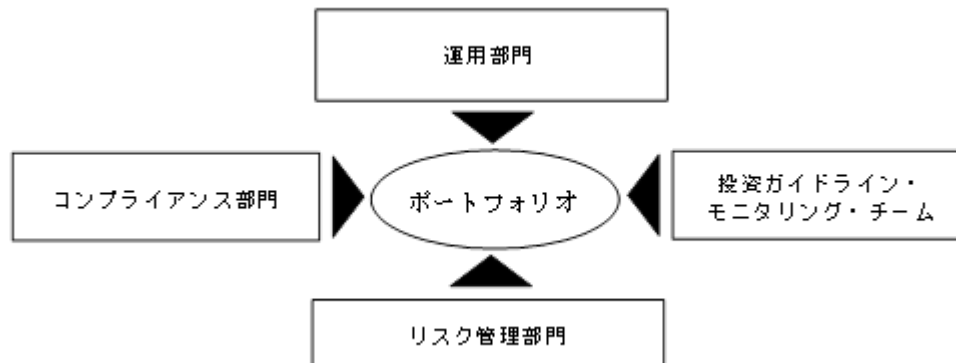 運用部門
コンプライアンス部門
ポートフォリオ
投資ガイドライン・
モニタリング・チーム
リスク管理部門